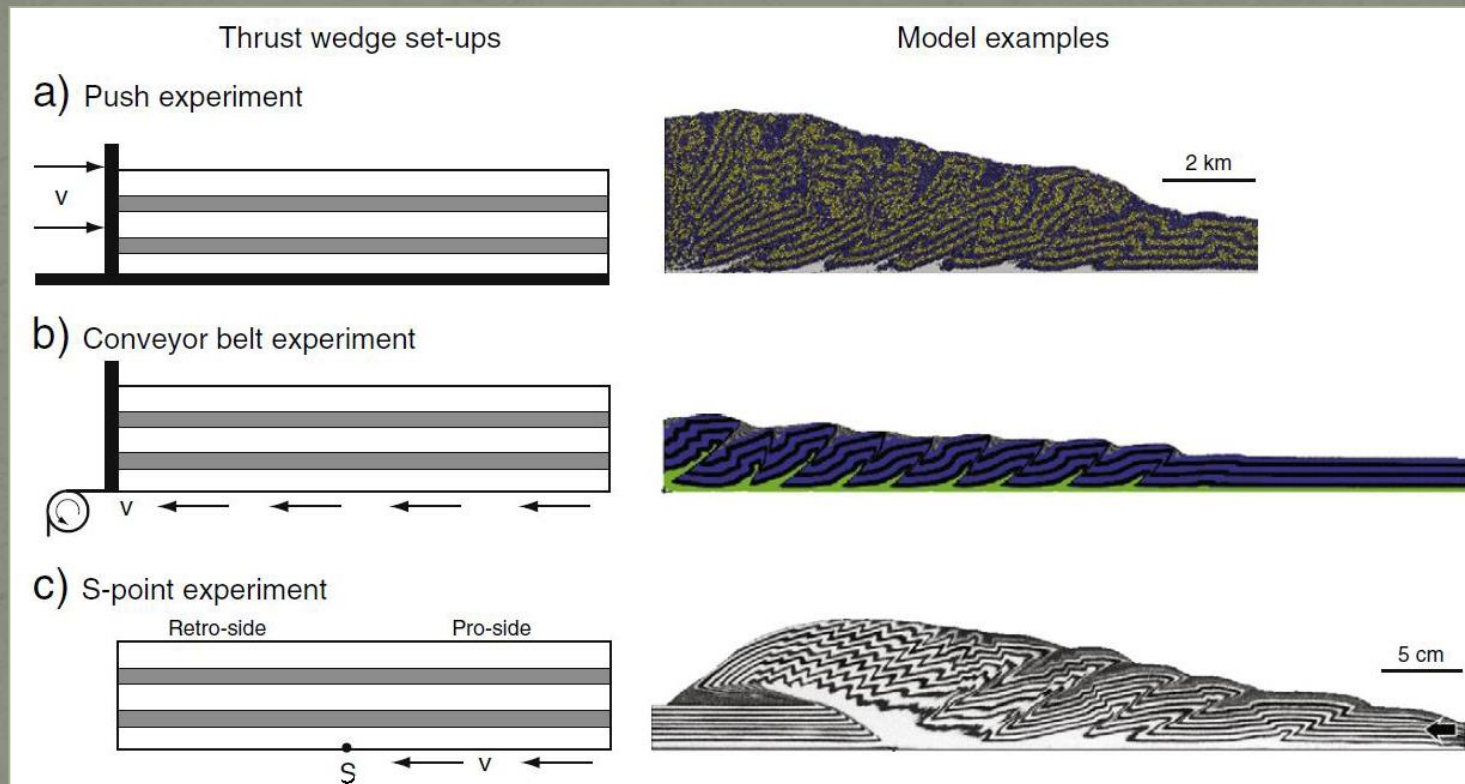 Thrust wedge set-ups
Model examples
a) Push experiment
v
2 km
b) Conveyor belt experiment
v
c) S-point experiment
Retro-side
Pro-side
5 cm
v
S